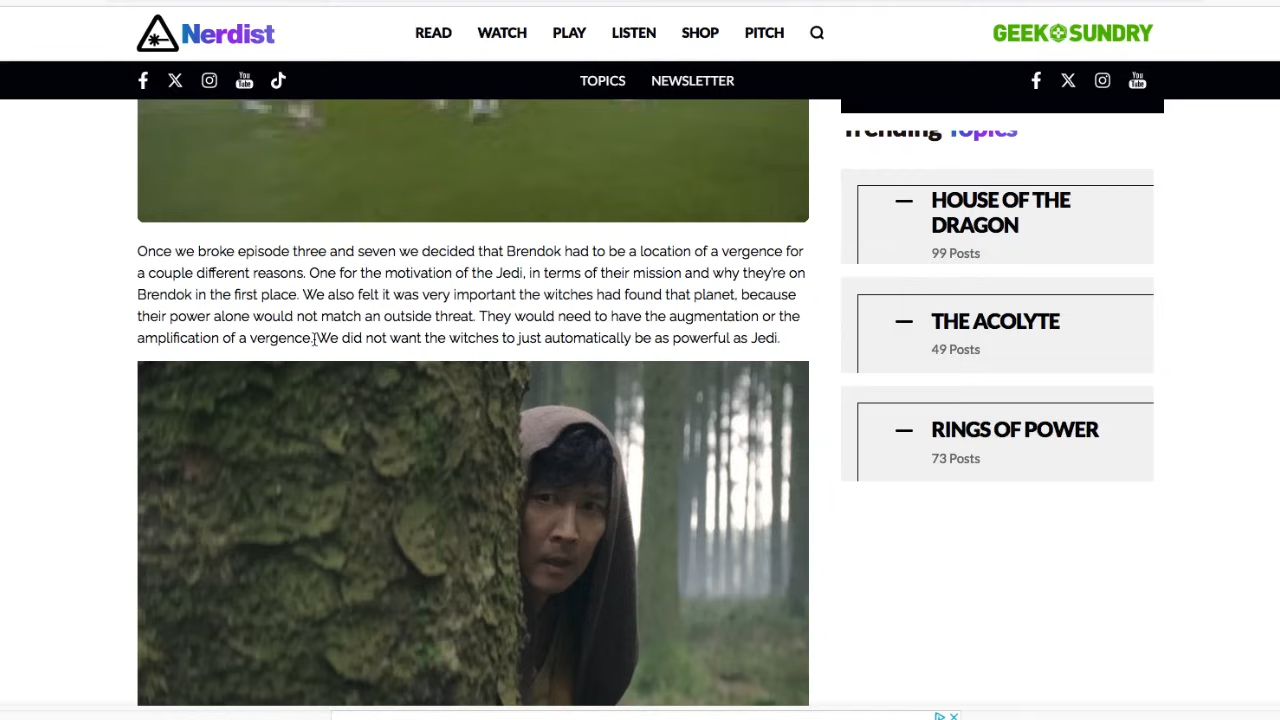 Nerdist
READ WATCH PLAY LISTEN SHOP PITCH
GEEK SUNDRY
You Tube
TOPICS NEWSLETTER
You Tube
Trending Topics
Once we broke episode three and seven we decided that Brendok had to be a location of a vergence for
a couple different reasons. One for the motivation of the Jedi, in terms of their mission and why they're on
Brendok in the first place. We also felt it was very important the witches had found that planet, because
their power alone would not match an outside threat. They would need to have the augmentation or the
amplification of a vergence. We did not want the witches to just automatically be as powerful as Jedi.
HOUSE OF THE
DRAGON
99 Posts
THE ACOLYTE
49 Posts
RINGS OF POWER
73 Posts